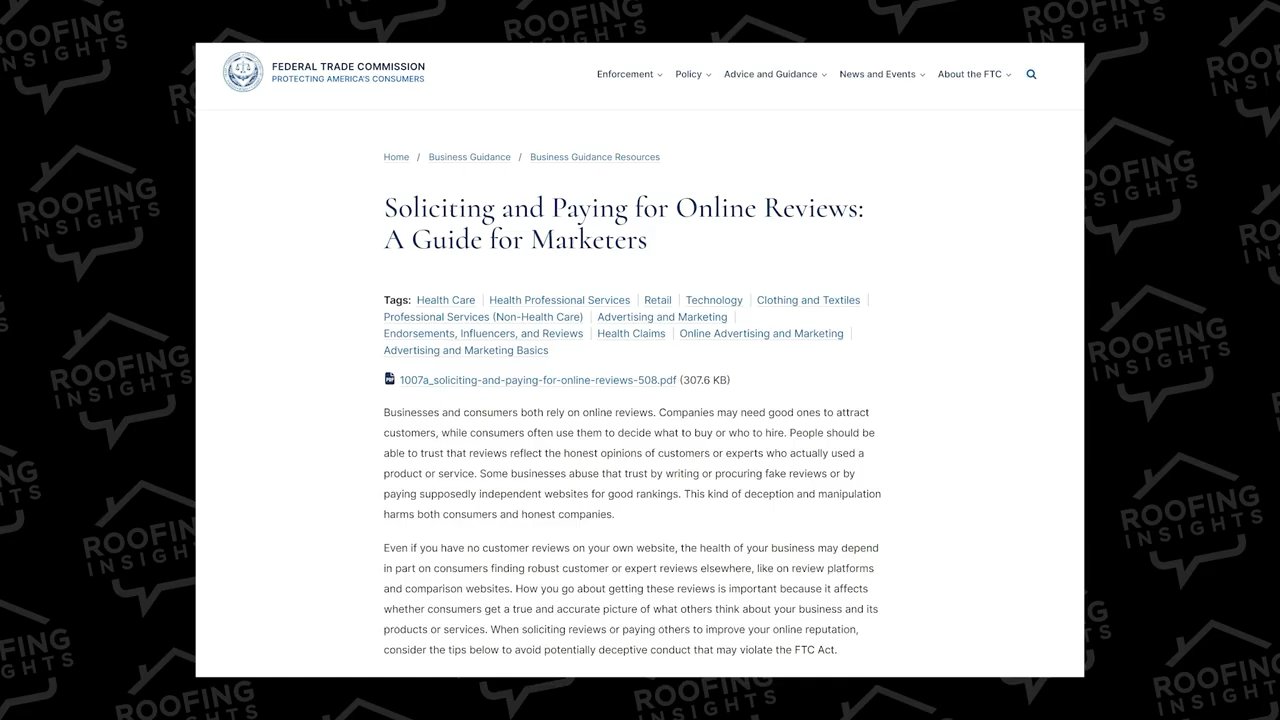 FEDERAL TRADE COMMISSION
PROTECTING AMERICA'S CONSUMERS
Enforcement
Policy
Advice and Guidance
News and Events
About the FTC
Home / Business Guidance / Business Guidance Resources
Soliciting and Paying for Online Reviews:
A Guide for Marketers
Tags: Health Care | Health Professional Services | Retail | Technology | Clothing and Textiles |
Professional Services (Non-Health Care) | Advertising and Marketing |
Endorsements, Influencers, and Reviews | Health Claims | Online Advertising and Marketing |
Advertising and Marketing Basics
1007a_soliciting-and-paying-for-online-reviews-508.pdf (307.6 KB)
Businesses and consumers both rely on online reviews. Companies may need good ones to attract
customers, while consumers often use them to decide what to buy or who to hire. People should be
able to trust that reviews reflect the honest opinions of customers or experts who actually used a
product or service. Some businesses abuse that trust by writing or procuring fake reviews or by
paying supposedly independent websites for good rankings. This kind of deception and manipulation
harms both consumers and honest companies.
Even if you have no customer reviews on your own website, the health of your business may depend
in part on consumers finding robust customer or expert reviews elsewhere, like on review platforms
and comparison websites. How you go about getting these reviews is important because it affects
whether consumers get a true and accurate picture of what others think about your business and its
products or services. When soliciting reviews or paying others to improve your online reputation,
consider the tips below to avoid potentially deceptive conduct that may violate the FTC Act.
ROOFING
INSIGHTS